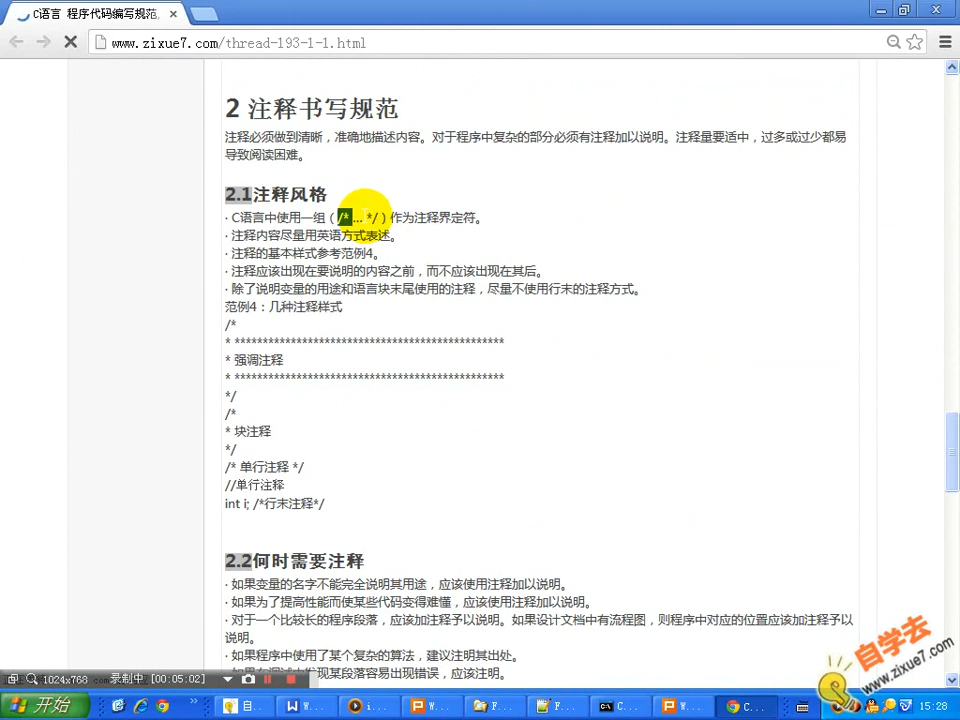 C语言 程序代码编写规范,
www.zixue7.com/thread-193-1-1.html
2 注释书写规范
注释必须做到清晰，准确地描述内容。对于程序中复杂的部分必须有注释加以说明。注释量要适中，过多或过少都易
导致阅读困难。
2.1注释风格
· C语言中使用一组（/* ... */）作为注释界定符。
· 注释内容尽量用英语方式表述。
· 注释的基本样式参考范例4。
· 注释应该出现在要说明的内容之前，而不应该出现在其后。
· 除了说明变量的用途和语言块末尾使用的注释，尽量不使用行末的注释方式。
范例4：几种注释样式
/*
* **************************************************
* 强调注释
* **************************************************
*/
/*
* 块注释
*/
/* 单行注释 */
//单行注释
int i; /*行末注释*/
2.2何时需要注释
· 如果变量的名字不能完全说明其用途，应该使用注释加以说明。
· 如果为了提高性能而使某些代码变得难懂，应该使用注释加以说明。
· 对于一个比较长的程序段落，应该加注释予以说明。如果设计文档中有流程图，则程序中对应的位置应该加注释予以
说明。
· 如果程序中使用了某个复杂的算法，建议注明其出处。
发现某段落容易出现错误，应该注明。
自学去
www.zixue7.com
1024x768 录制中 [00:05:02]
开始 自... W... i... P W... F... F... C... P W... C... 15:28